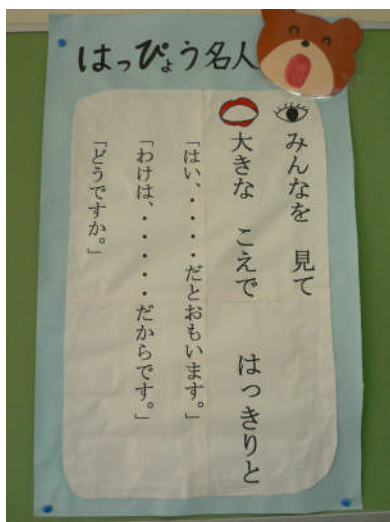 はっぴょう名人
みんなを 見て
大きな こえで はっきりと
「はい、・・・・だとおもいます。」
「わけは、・・・・・だからです。」
「どうですか。」